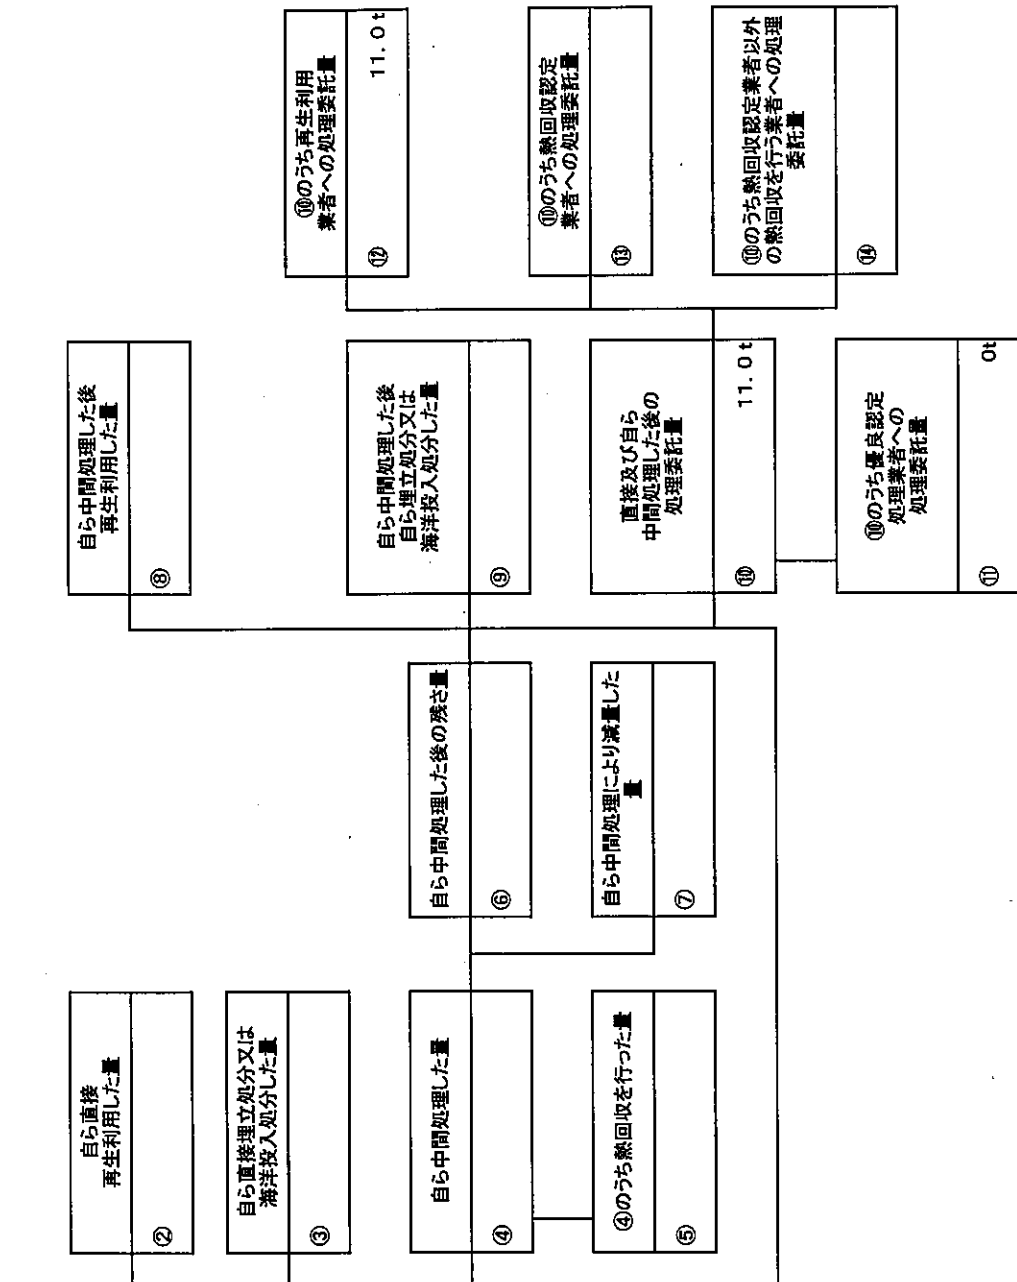 自ら直接
再生利用した量
②
自ら直接埋立処分又は
海洋投入処分した量
③
自ら中間処理した量
④
④のうち熱回収を行った量
⑤
自ら中間処理した後の残さ量
⑥
自ら中間処理により減量した
量
⑦
自ら中間処理した後
再生利用した量
⑧
自ら中間処理した後
自ら埋立処分又は
海洋投入処分した量
⑨
直接及び自ら
中間処理した後の
処理委託量
⑩ 11.0t
⑩のうち優良認定
処理業者への
処理委託量
⑪ 0t
⑩のうち再生利用
業者への処理委託量
⑫ 11.0t
⑩のうち熱回収認定
業者への処理委託量
⑬
⑩のうち熱回収認定業者以外
の熱回収を行う業者への処理
委託量
⑭